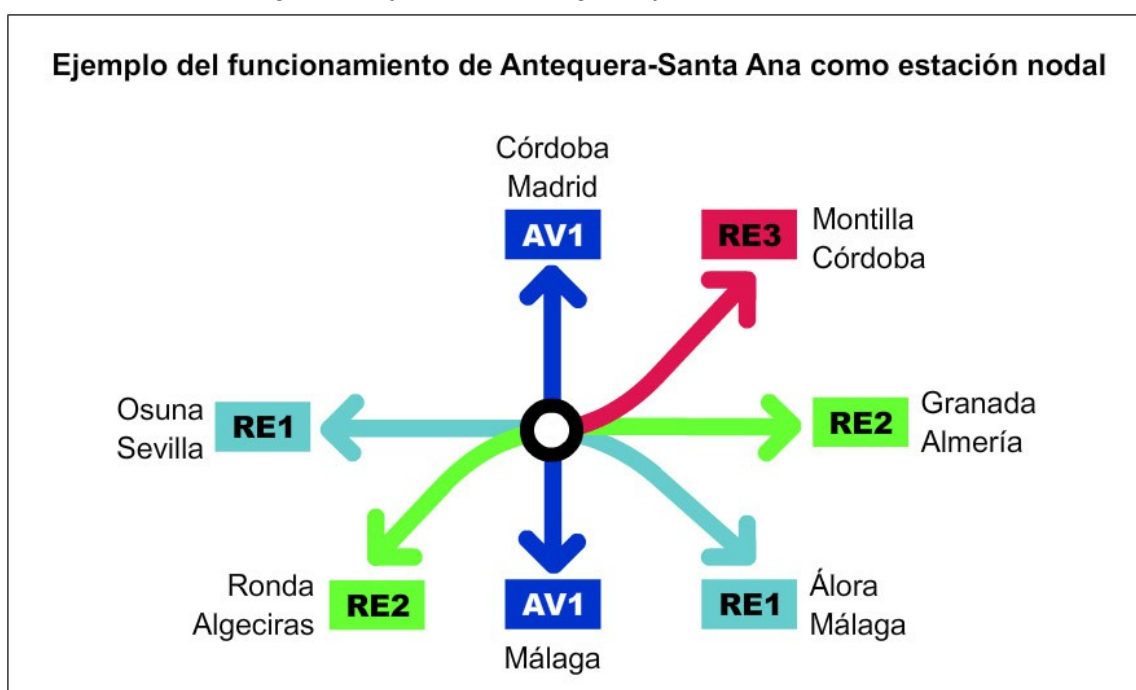 Ejemplo del funcionamiento de Antequera-Santa Ana como estación nodal
Córdoba
Madrid
AV1
RE3
Montilla
Córdoba
Osuna
Sevilla
RE1
RE2
Granada
Almería
Ronda
Algeciras
RE2
AV1
Málaga
RE1
Álora
Málaga